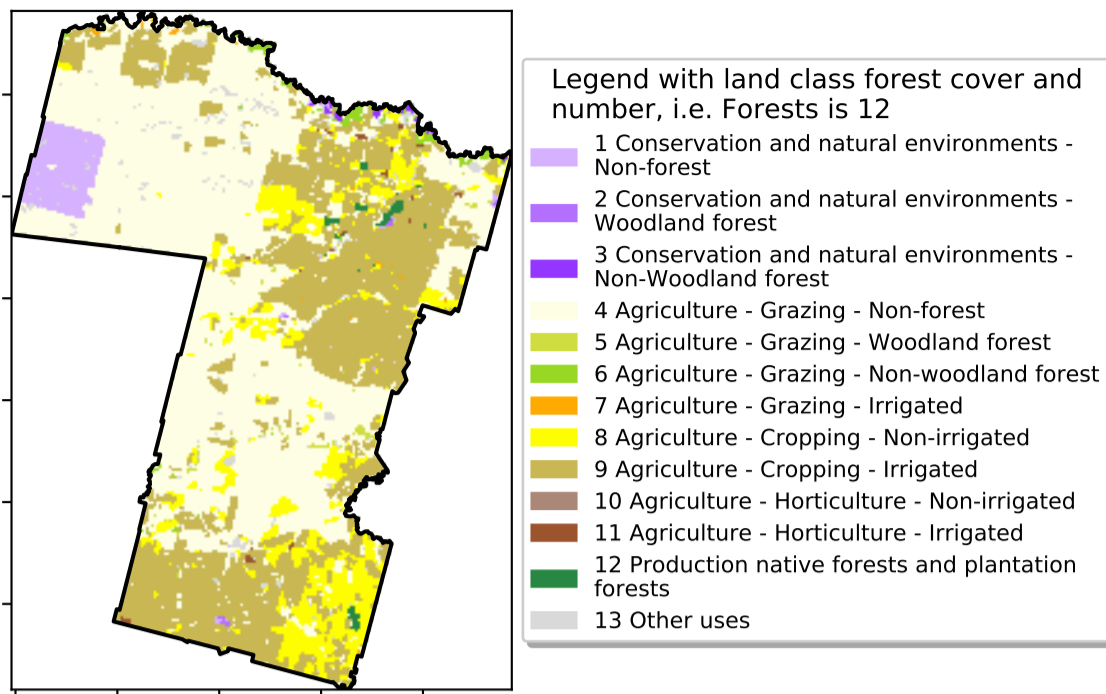 Legend with land class forest cover and
number, i.e. Forests is 12
1 Conservation and natural environments -
Non-forest
2 Conservation and natural environments -
Woodland forest
3 Conservation and natural environments -
Non-Woodland forest
4 Agriculture - Grazing - Non-forest
5 Agriculture - Grazing - Woodland forest
6 Agriculture - Grazing - Non-woodland forest
7 Agriculture - Grazing - Irrigated
8 Agriculture - Cropping - Non-irrigated
9 Agriculture - Cropping - Irrigated
10 Agriculture - Horticulture - Non-irrigated
11 Agriculture - Horticulture - Irrigated
12 Production native forests and plantation
forests
13 Other uses